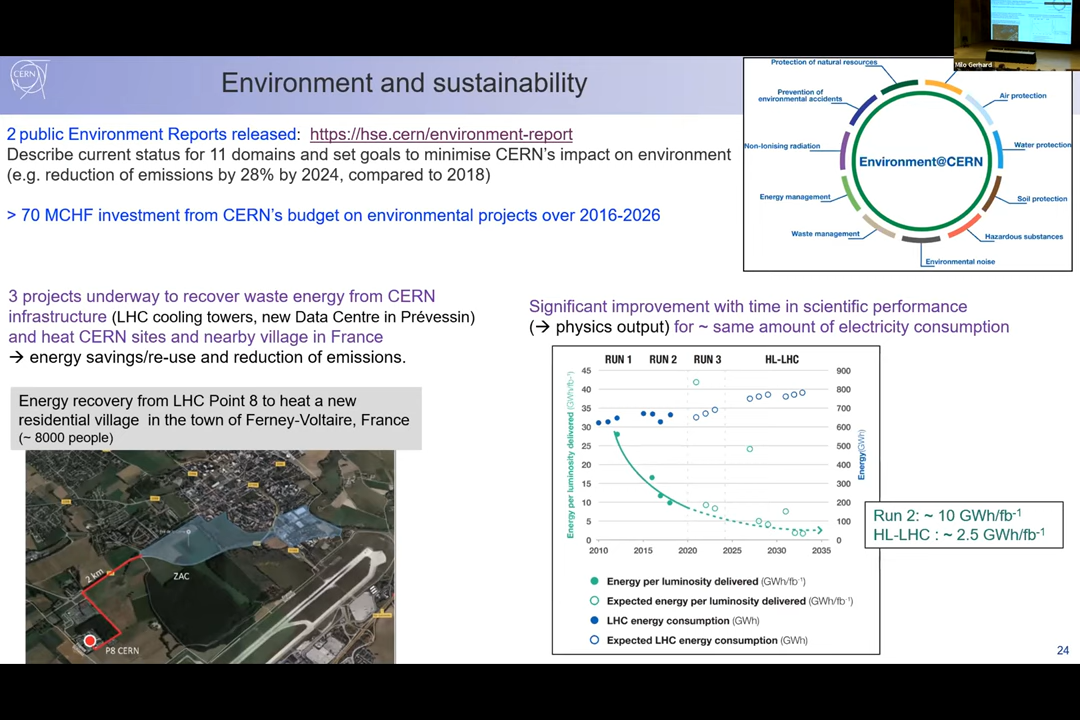 Milo Gerhard
CERN
Environment and sustainability
2 public Environment Reports released: https://hse.cern/environment-report
Describe current status for 11 domains and set goals to minimise CERN's impact on environment
(e.g. reduction of emissions by 28% by 2024, compared to 2018)
> 70 MCHF investment from CERN's budget on environmental projects over 2016-2026
Protection of natural resources
Prevention of
environmental accidents
Non-Ionising radiation
Energy management
Waste management
Environment@CERN
Air protection
Water protection
Soil protection
Hazardous substances
Environmental noise
3 projects underway to recover waste energy from CERN
infrastructure (LHC cooling towers, new Data Centre in Prévessin)
and heat CERN sites and nearby village in France
→ energy savings/re-use and reduction of emissions.
Energy recovery from LHC Point 8 to heat a new
residential village in the town of Ferney-Voltaire, France
(~ 8000 people)
2 km
ZAC
P8 CERN
Significant improvement with time in scientific performance
(→ physics output) for ~ same amount of electricity consumption
RUN 1 RUN 2 RUN 3 HL-LHC
Energy per luminosity delivered (GWh/fb⁻¹)
45 900
40 800
35 700
30 600
25 500
20 400
15 300
10 200
5 100
0 0
Energy(GWh)
2010 2015 2020 2025 2030 2035
Energy per luminosity delivered (GWh/fb⁻¹)
Expected energy per luminosity delivered (GWh/fb⁻¹)
LHC energy consumption (GWh)
Expected LHC energy consumption (GWh)
Run 2: ~ 10 GWh/fb⁻¹
HL-LHC : ~ 2.5 GWh/fb⁻¹
24